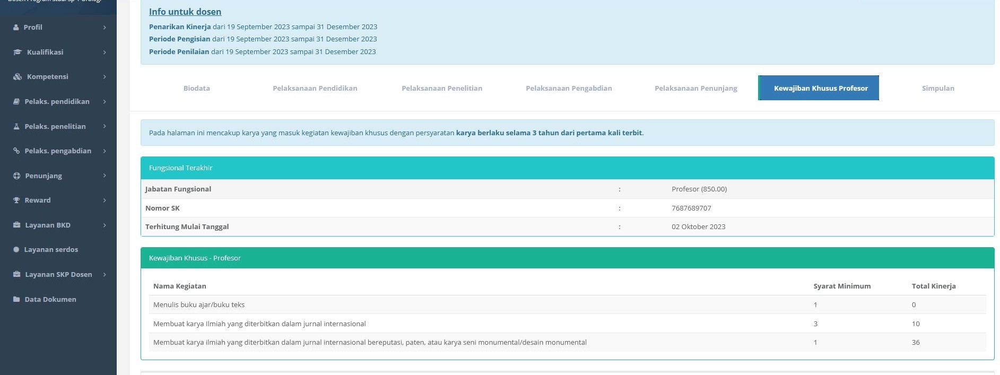 Dosen Program studi Sp-1 Urologi
Profil
Kualifikasi
Kompetensi
Pelaks. pendidikan
Pelaks. penelitian
Pelaks. pengabdian
Penunjang
Reward
Layanan BKD
Layanan serdos
Layanan SKP Dosen
Data Dokumen
Info untuk dosen
Penarikan Kinerja dari 19 September 2023 sampai 31 Desember 2023
Periode Pengisian dari 19 September 2023 sampai 31 Desember 2023
Periode Penilaian dari 19 September 2023 sampai 31 Desember 2023
Biodata Pelaksanaan Pendidikan Pelaksanaan Penelitian Pelaksanaan Pengabdian Pelaksanaan Penunjang Kewajiban Khusus Profesor Simpulan
Pada halaman ini mencakup karya yang masuk kegiatan kewajiban khusus dengan persyaratan karya berlaku selama 3 tahun dari pertama kali terbit.
Fungsional Terakhir
Jabatan Fungsional : Profesor (850.00)
Nomor SK : 7687689707
Terhitung Mulai Tanggal : 02 Oktober 2023
Kewajiban Khusus - Profesor
Nama Kegiatan Syarat Minimum Total Kinerja
Menulis buku ajar/buku teks 1 0
Membuat karya Ilmiah yang diterbitkan dalam jurnal internasional 3 10
Membuat karya ilmiah yang diterbitkan dalam jurnal internasional bereputasi, paten, atau karya seni monumental/desain monumental 1 36